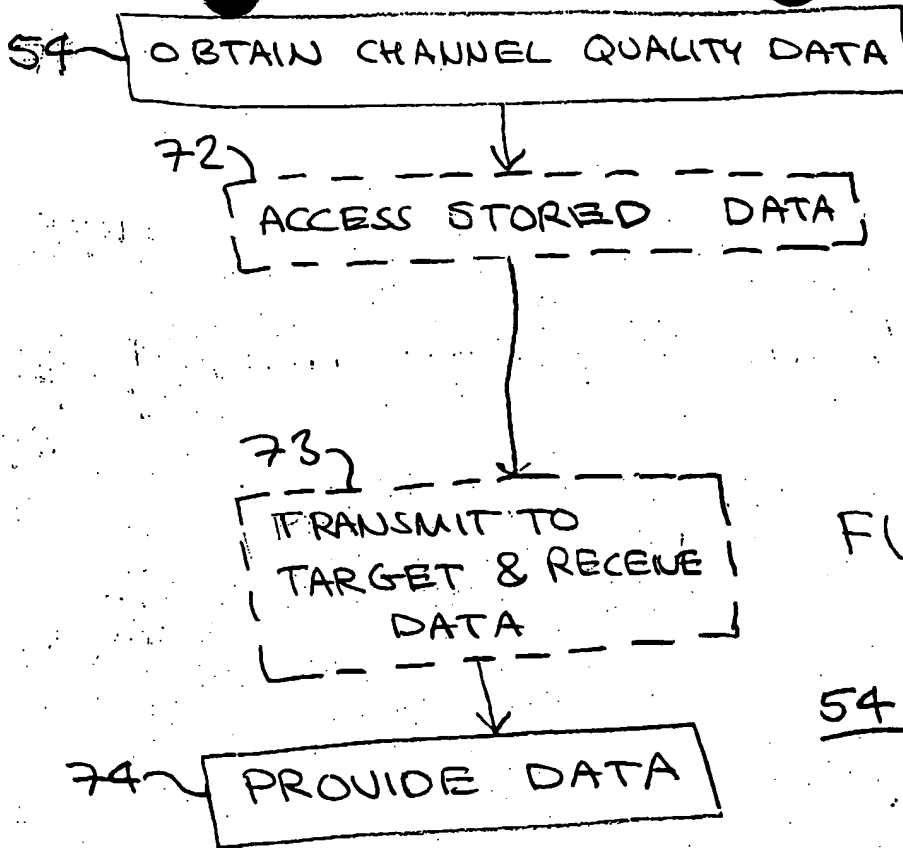 54 OBTAIN CHANNEL QUALITY DATA
72
ACCESS STORED DATA
73
TRANSMIT TO
TARGET & RECEIVE
DATA
54
74 PROVIDE DATA